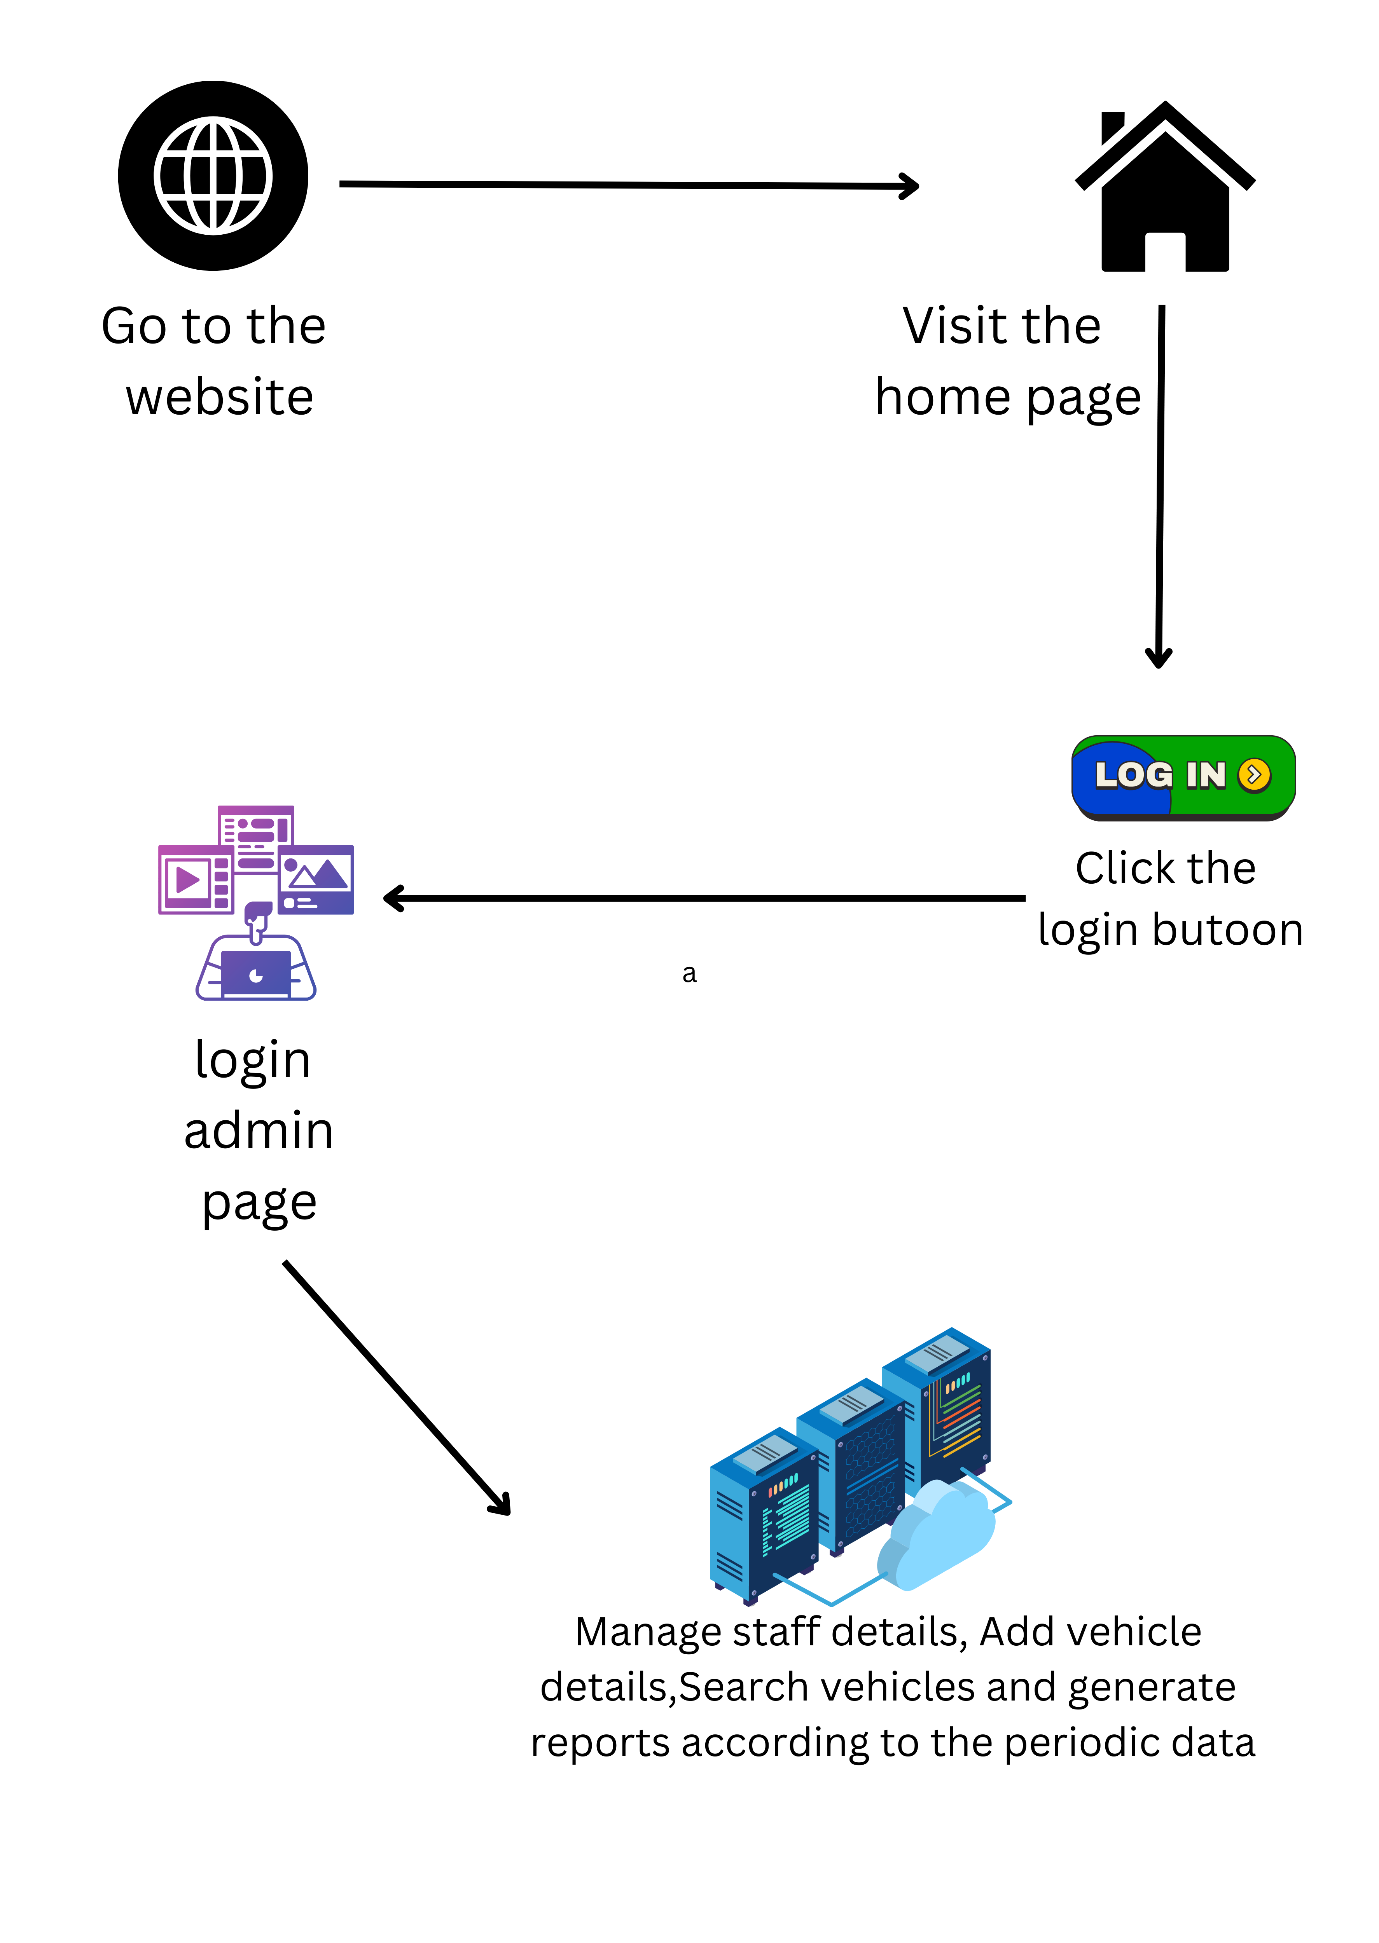 Go to the
website
Visit the
home page
LOG IN
Click the
login butoon
a
login
admin
page
Manage staff details, Add vehicle
details,Search vehicles and generate
reports according to the periodic data